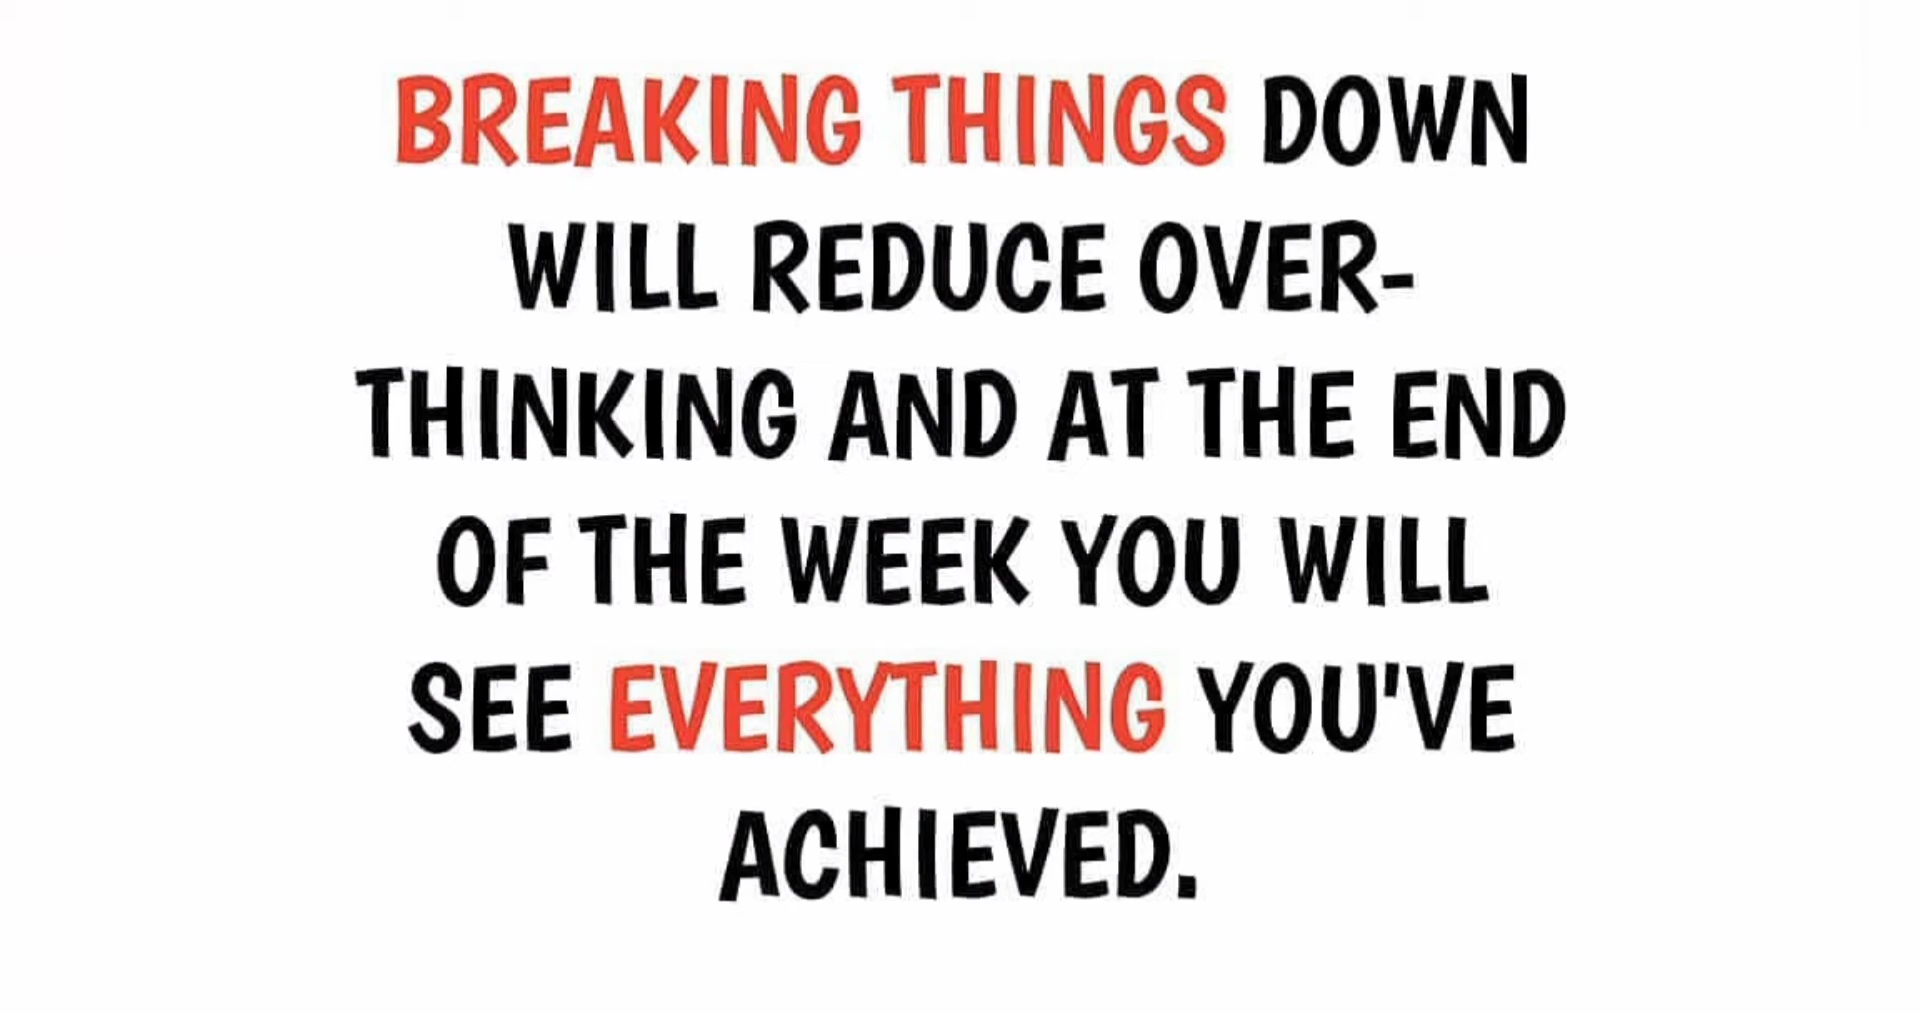 BREAKING THINGS DOWN
WILL REDUCE OVER-
THINKING AND AT THE END
OF THE WEEK YOU WILL
SEE EVERYTHING YOU'VE
ACHIEVED.